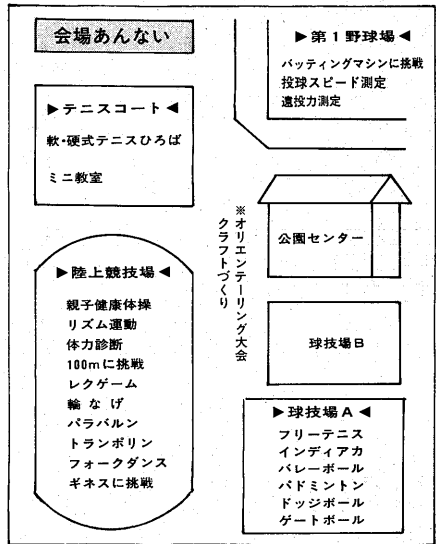 会場あんない
▶第1野球場◀
バッティングマシンに挑戦
投球スピード測定
遠投力測定
▶テニスコート◀
軟・硬式テニスひろば
ミニ教室
※オリエンテーリング大会
クラフトづくり
公園センター
▶陸上競技場◀
親子健康体操
リズム運動
体力診断
100mに挑戦
レクゲーム
輪なげ
パラバルン
トランポリン
フォークダンス
ギネスに挑戦
球技場B
▶球技場A◀
フリーテニス
インディアカ
バレーボール
バドミントン
ドッジボール
ゲートボール